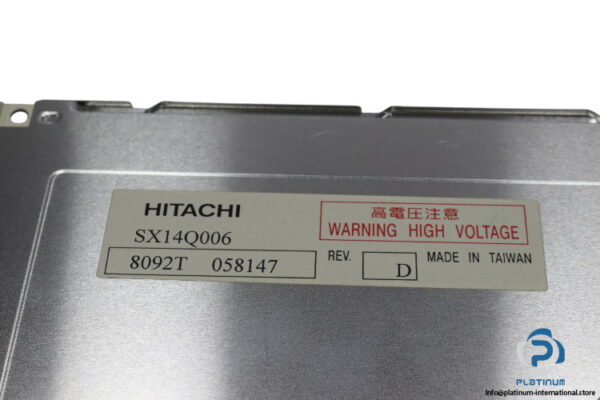 HITACHI
SX14Q006
8092T 058147
高電圧注意
WARNING HIGH VOLTAGE
REV. D MADE IN TAIWAN
PLATINUM
info@platinum-international.store